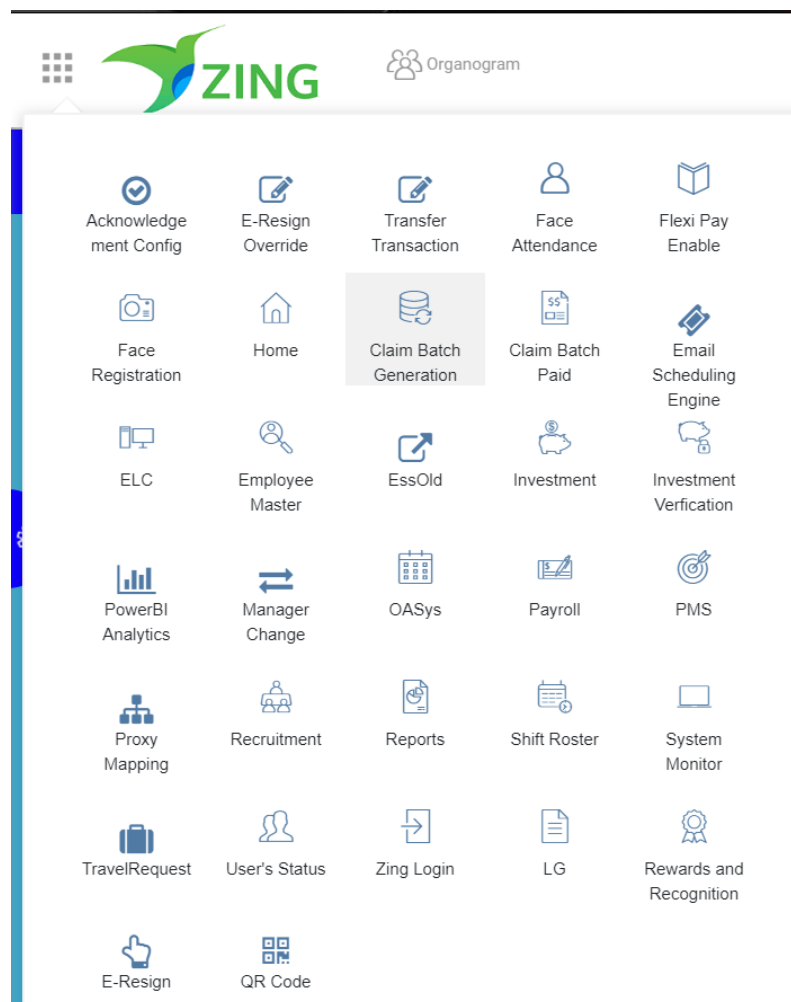 ZING
Organogram
Acknowledge
ment Config
E-Resign
Override
Transfer
Transaction
Face
Attendance
Flexi Pay
Enable
Face
Registration
Home
Claim Batch
Generation
Claim Batch
Paid
Email
Scheduling
Engine
ELC
Employee
Master
EssOld
Investment
Investment
Verfication
PowerBI
Analytics
Manager
Change
OASys
Payroll
PMS
Proxy
Mapping
Recruitment
Reports
Shift Roster
System
Monitor
TravelRequest
User's Status
Zing Login
LG
Rewards and
Recognition
E-Resign
QR Code